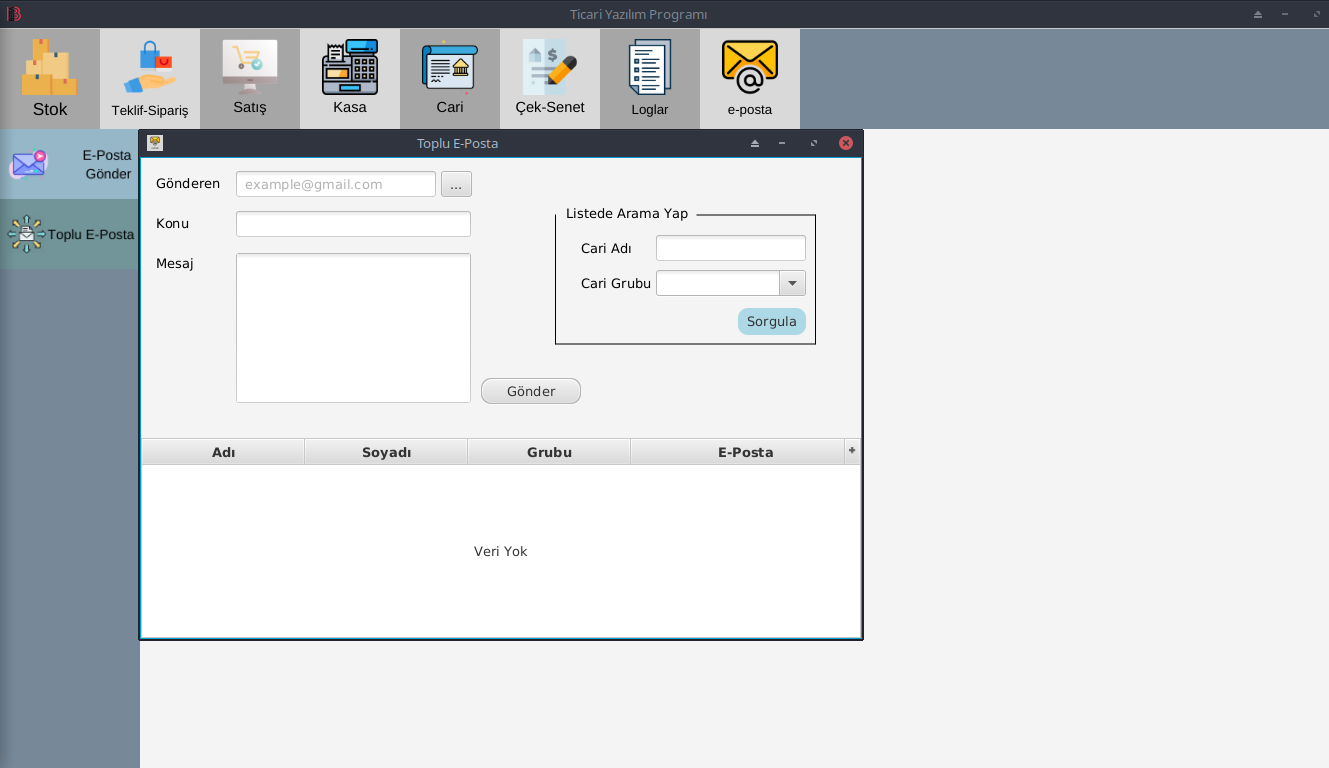 Ticari Yazılım Programı
Stok
Teklif-Sipariş
Satış
Kasa
Cari
Çek-Senet
Loglar
e-posta
E-Posta
Gönder
Toplu E-Posta
Toplu E-Posta
Gönderen
example@gmail.com
...
Konu
Mesaj
Listede Arama Yap
Cari Adı
Cari Grubu
Sorgula
Gönder
Adı
Soyadı
Grubu
E-Posta
+
Veri Yok